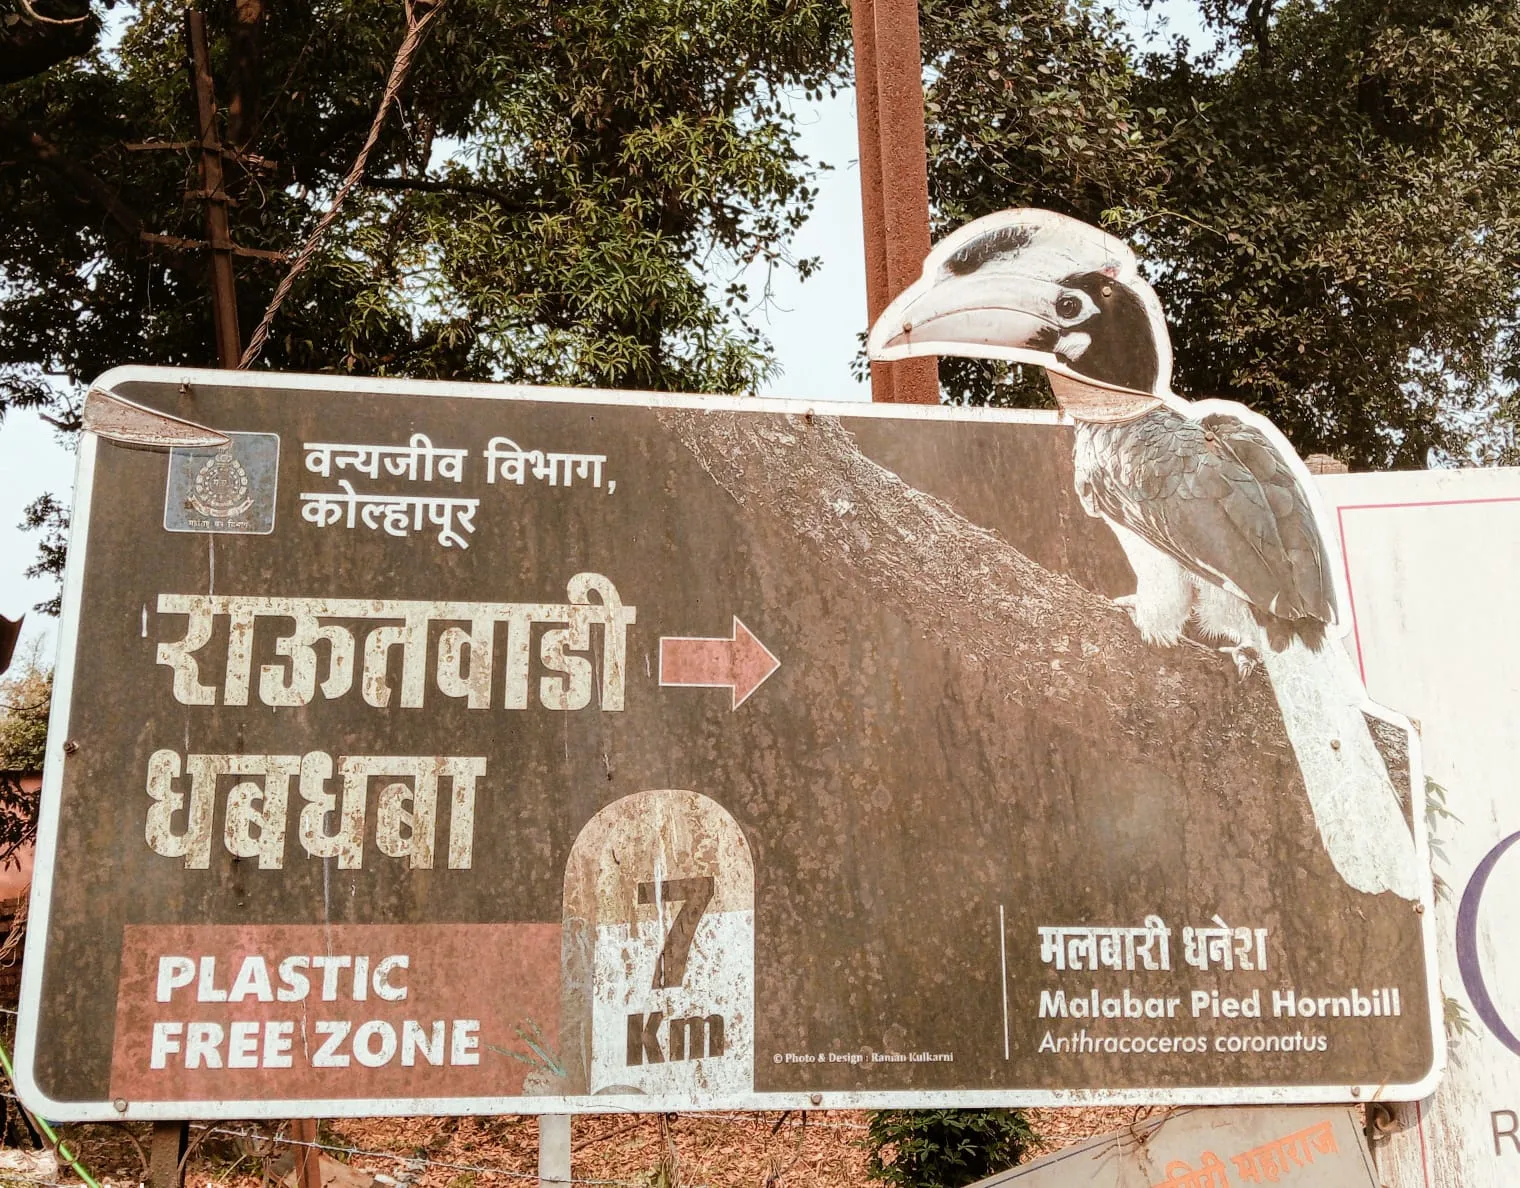 वन्यजीव विभाग,
कोल्हापूर
राऊतवाडी
धबधबा
PLASTIC
FREE ZONE
7
Km
© Photo & Design : Raman Kulkarni
मलबारी धनेश
Malabar Pied Hornbill
Anthracoceros coronatus
महाराज
R